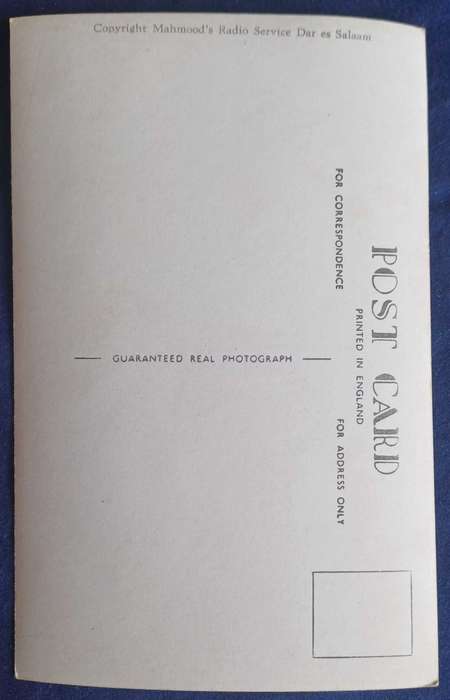 Copyright Mahmood's Radio Service Dar es Salaam
POST CARD
PRINTED IN ENGLAND
FOR CORRESPONDENCE
FOR ADDRESS ONLY
GUARANTEED REAL PHOTOGRAPH